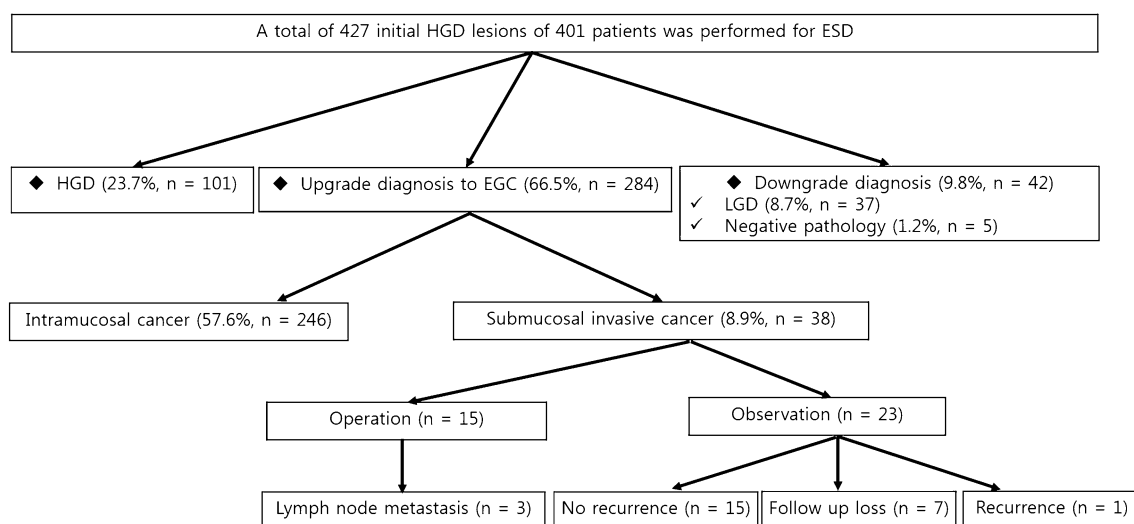 A total of 427 initial HGD lesions of 401 patients was performed for ESD
◆ HGD (23.7%, n = 101)
◆ Upgrade diagnosis to EGC (66.5%, n = 284)
◆ Downgrade diagnosis (9.8%, n = 42)
✓ LGD (8.7%, n = 37)
✓ Negative pathology (1.2%, n = 5)
Intramucosal cancer (57.6%, n = 246)
Submucosal invasive cancer (8.9%, n = 38)
Operation (n = 15)
Observation (n = 23)
Lymph node metastasis (n = 3)
No recurrence (n = 15)
Follow up loss (n = 7)
Recurrence (n = 1)